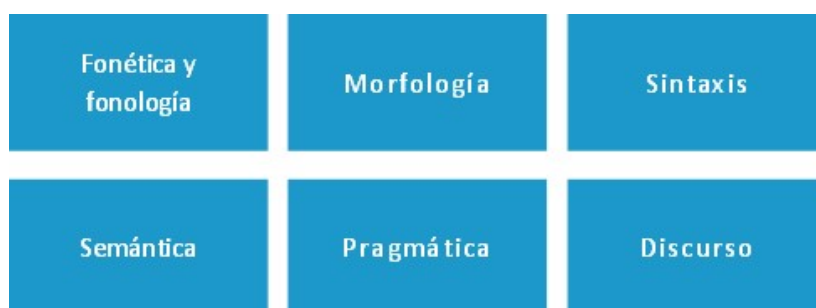 Fonética y
fonología
Morfología
Sintaxis
Semántica
Pragmática
Discurso